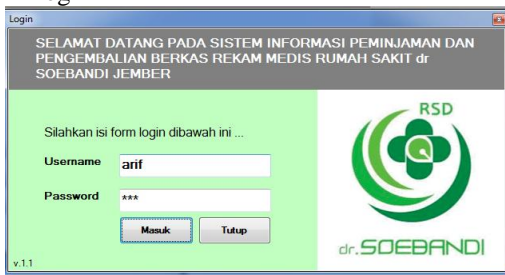 Login
SELAMAT DATANG PADA SISTEM INFORMASI PEMINJAMAN DAN
PENGEMBALIAN BERKAS REKAM MEDIS RUMAH SAKIT dr
SOEBANDI JEMBER
Silahkan isi form login dibawah ini ...
Username arif
Password ***
Masuk Tutup
v.1.1
RSD
dr.SOEBANDI